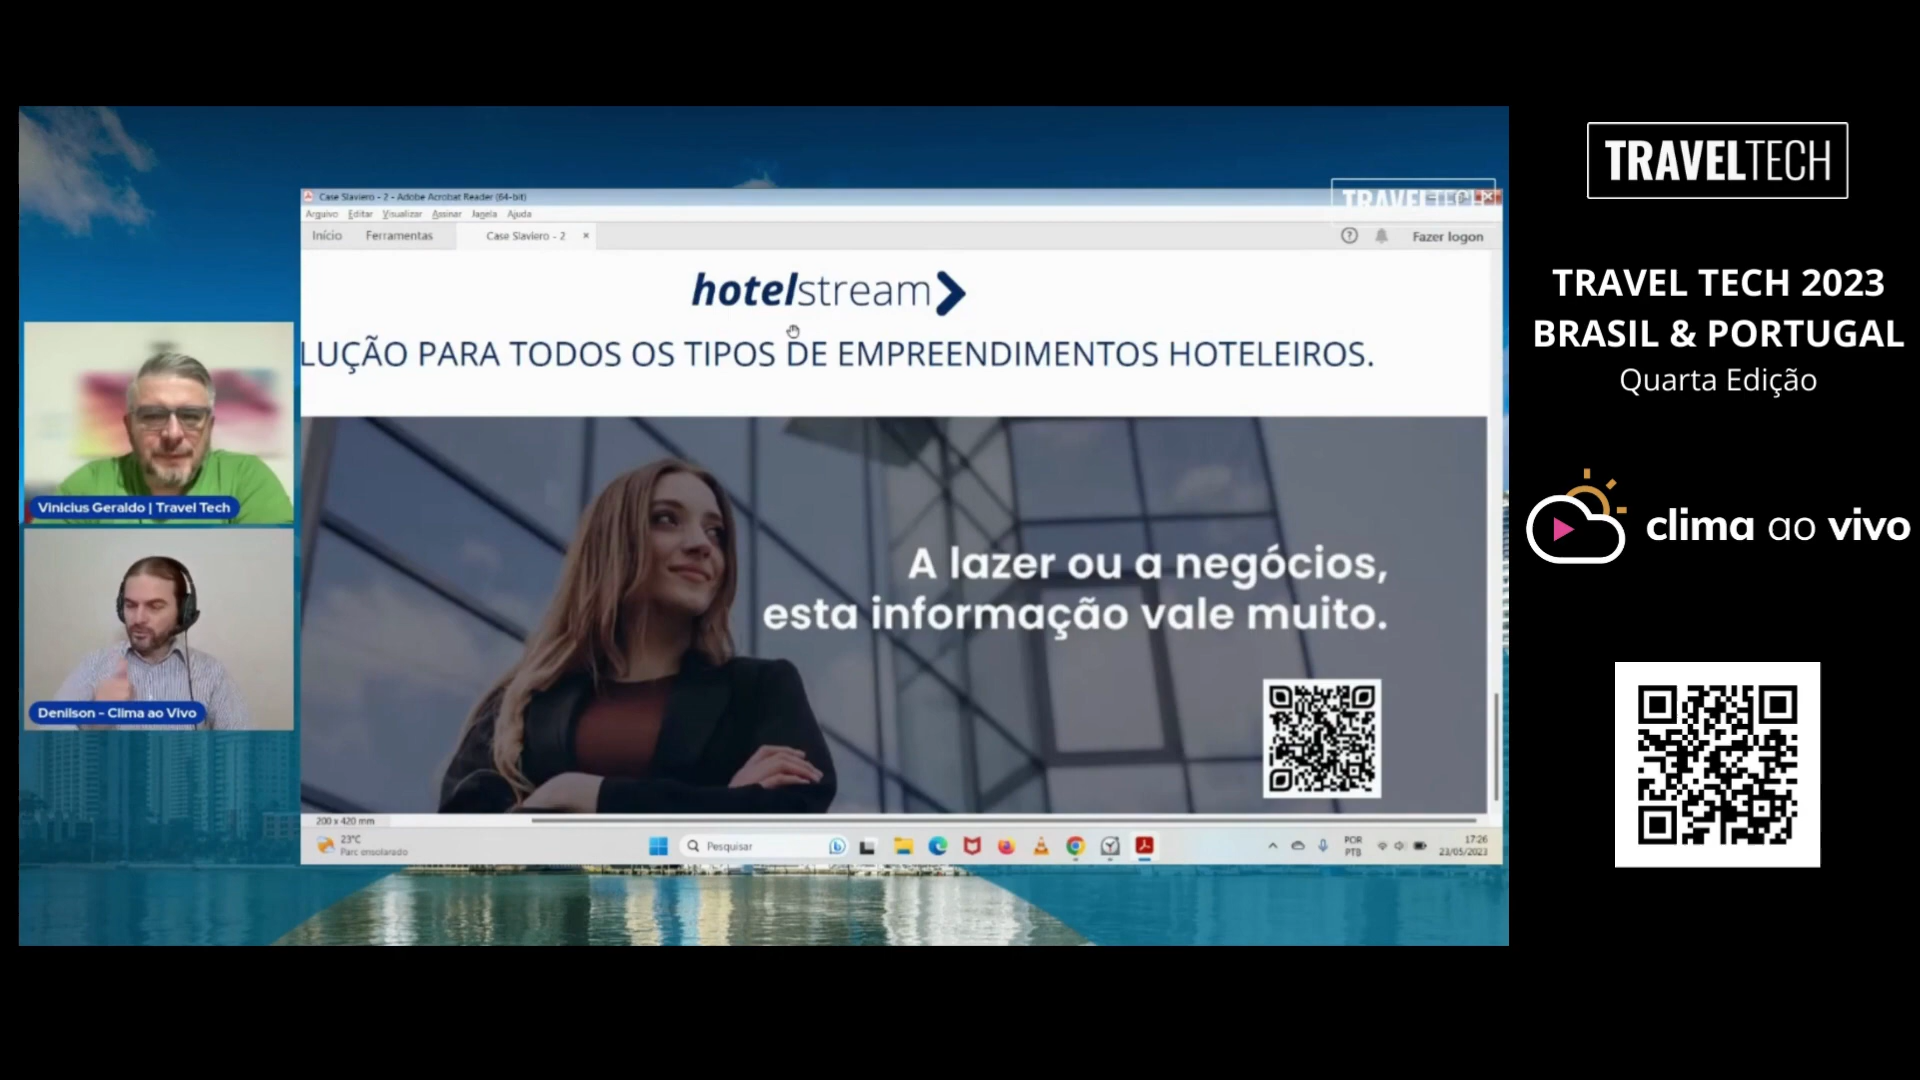 Case Slaviero - 2 - Adobe Acrobat Reader (64-bit)
TRAVELTECH
Arquivo Editar Visualizar Assinar Janela Ajuda
Início Ferramentas Case Slaviero - 2 ×
Fazer logon
hotelstream
LUÇÃO PARA TODOS OS TIPOS DE EMPREENDIMENTOS HOTELEIROS.
A lazer ou a negócios,
esta informação vale muito.
200 x 420 mm
23°C
Parc ensolarado
Pesquisar
POR
PTB
17:26
23/05/2023
Vinicius Geraldo | Travel Tech
Denilson - Clima ao Vivo
TRAVELTECH
TRAVEL TECH 2023
BRASIL & PORTUGAL
Quarta Edição
clima ao vivo